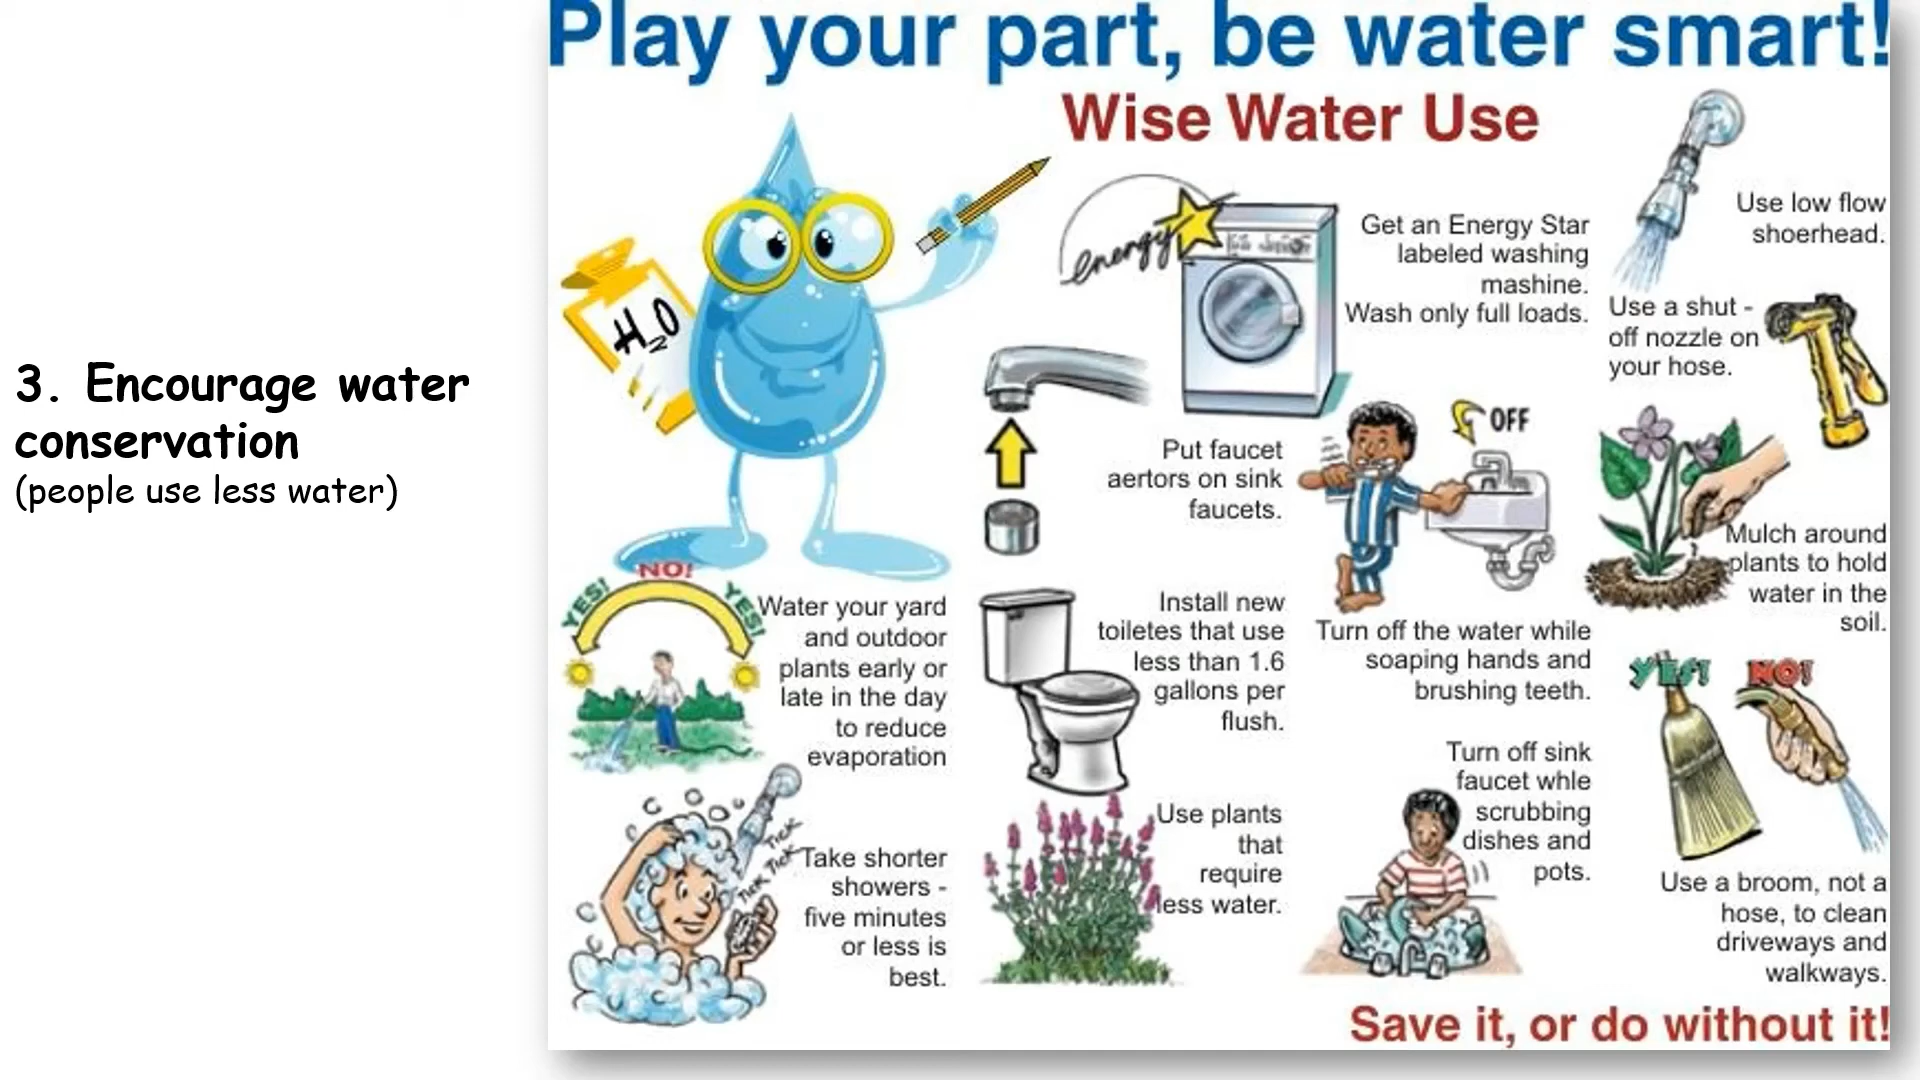 3. Encourage water
conservation
(people use less water)
Play your part, be water smart!
Wise Water Use
H2O
energy
Get an Energy Star
labeled washing
mashine.
Wash only full loads.
Use low flow
shoerhead.
Use a shut -
off nozzle on
your hose.
Put faucet
aertors on sink
faucets.
OFF
Turn off the water while
soaping hands and
brushing teeth.
Mulch around
plants to hold
water in the
soil.
YES!
NO!
YES!
Water your yard
and outdoor
plants early or
late in the day
to reduce
evaporation
Install new
toiletes that use
less than 1.6
gallons per
flush.
Turn off sink
faucet whle
scrubbing
dishes and
pots.
YES!
NO!
Use a broom, not a
hose, to clean
driveways and
walkways.
TICK
TICK TICK
Take shorter
showers -
five minutes
or less is
best.
Use plants
that
require
less water.
Save it, or do without it!